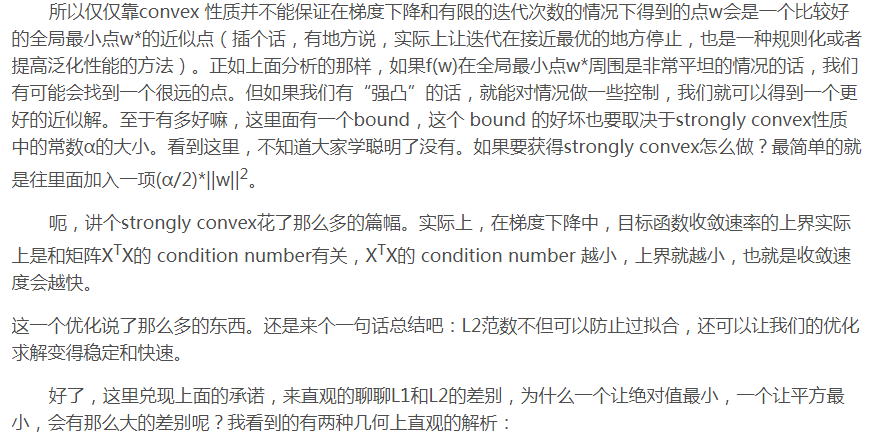 所以仅仅靠convex 性质并不能保证在梯度下降和有限的迭代次数的情况下得到的点w会是一个比较好
的全局最小点w*的近似点（插个话，有地方说，实际上让迭代在接近最优的地方停止，也是一种规则化或者
提高泛化性能的方法）。正如上面分析的那样，如果f(w)在全局最小点w*周围是非常平坦的情况的话，我们
有可能会找到一个很远的点。但如果我们有“强凸”的话，就能对情况做一些控制，我们就可以得到一个更
好的近似解。至于有多好嘛，这里面有一个bound，这个 bound 的好坏也要取决于strongly convex性质
中的常数α的大小。看到这里，不知道大家学聪明了没有。如果要获得strongly convex怎么做？最简单的就
是往里面加入一项(α/2)*||w||²。
呃，讲个strongly convex花了那么多的篇幅。实际上，在梯度下降中，目标函数收敛速率的上界实际
上是和矩阵XᵀX的 condition number有关，XᵀX的 condition number 越小，上界就越小，也就是收敛速
度会越快。
这一个优化说了那么多的东西。还是来个一句话总结吧：L2范数不但可以防止过拟合，还可以让我们的优化
求解变得稳定和快速。
好了，这里兑现上面的承诺，来直观的聊聊L1和L2的差别，为什么一个让绝对值最小，一个让平方最
小，会有那么大的差别呢？我看到的有两种几何上直观的解析：